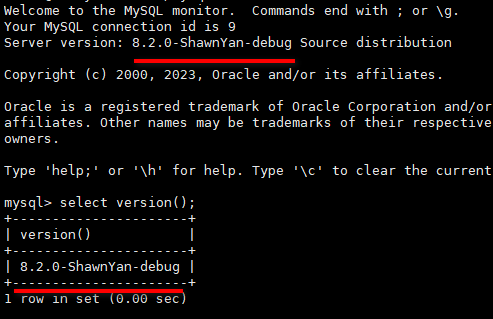 Welcome to the MySQL monitor.  Commands end with ; or \g.
Your MySQL connection id is 9
Server version: 8.2.0-ShawnYan-debug Source distribution
Copyright (c) 2000, 2023, Oracle and/or its affiliates.
Oracle is a registered trademark of Oracle Corporation and/or
affiliates. Other names may be trademarks of their respective
owners.
Type 'help;' or '\h' for help. Type '\c' to clear the current
mysql> select version();
+----------------------+
| version()            |
+----------------------+
| 8.2.0-ShawnYan-debug |
+----------------------+
1 row in set (0.00 sec)